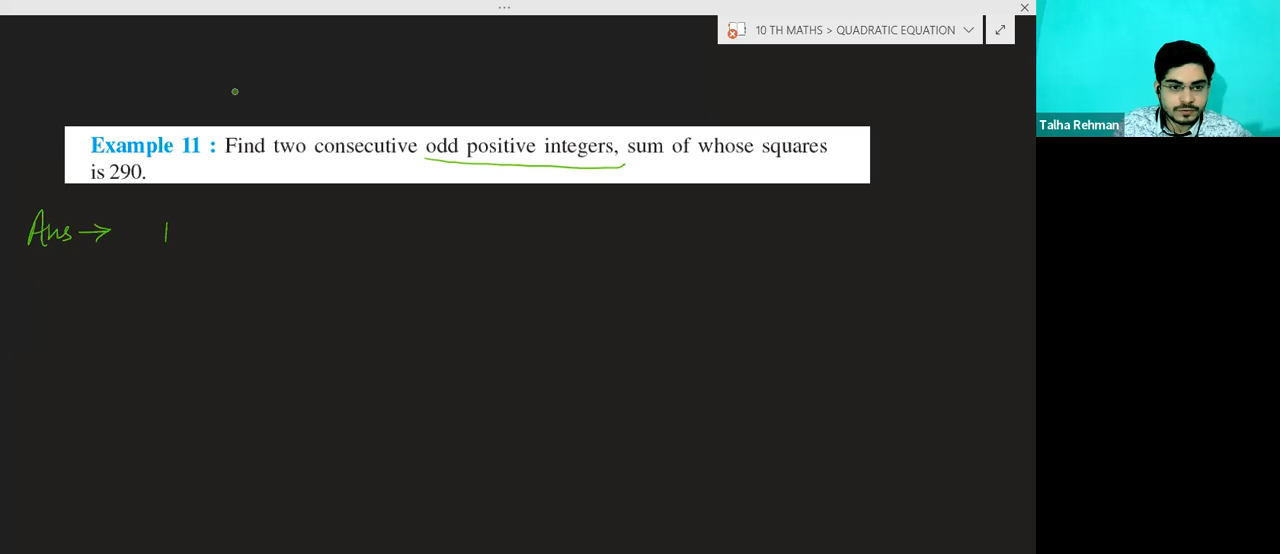 10 TH MATHS > QUADRATIC EQUATION
Talha Rehman
Example 11 : Find two consecutive odd positive integers, sum of whose squares
is 290.
Ans → 1